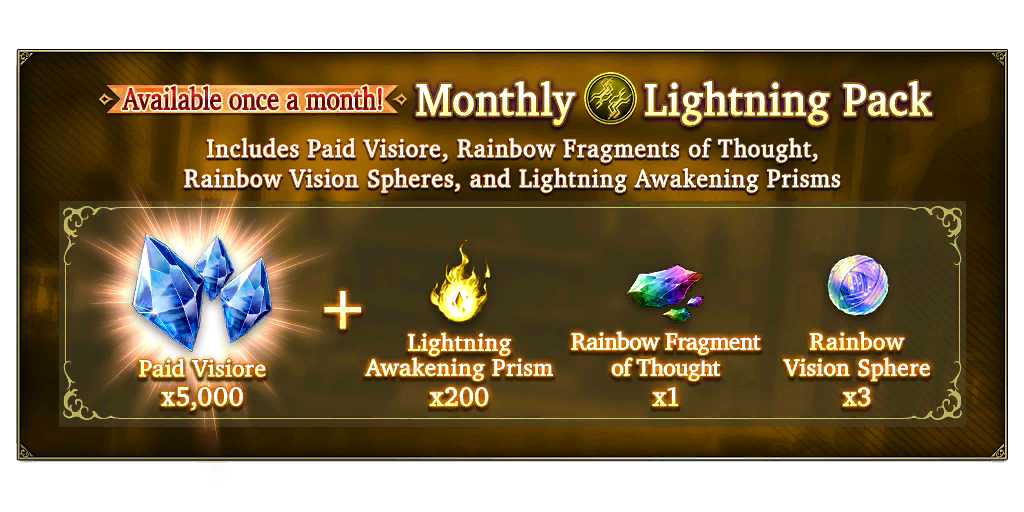 Available once a month!
Monthly Lightning Pack
Includes Paid Visiore, Rainbow Fragments of Thought,
Rainbow Vision Spheres, and Lightning Awakening Prisms
Paid Visiore
x5,000
+
Lightning
Awakening Prism
x200
Rainbow Fragment
of Thought
x1
Rainbow
Vision Sphere
x3